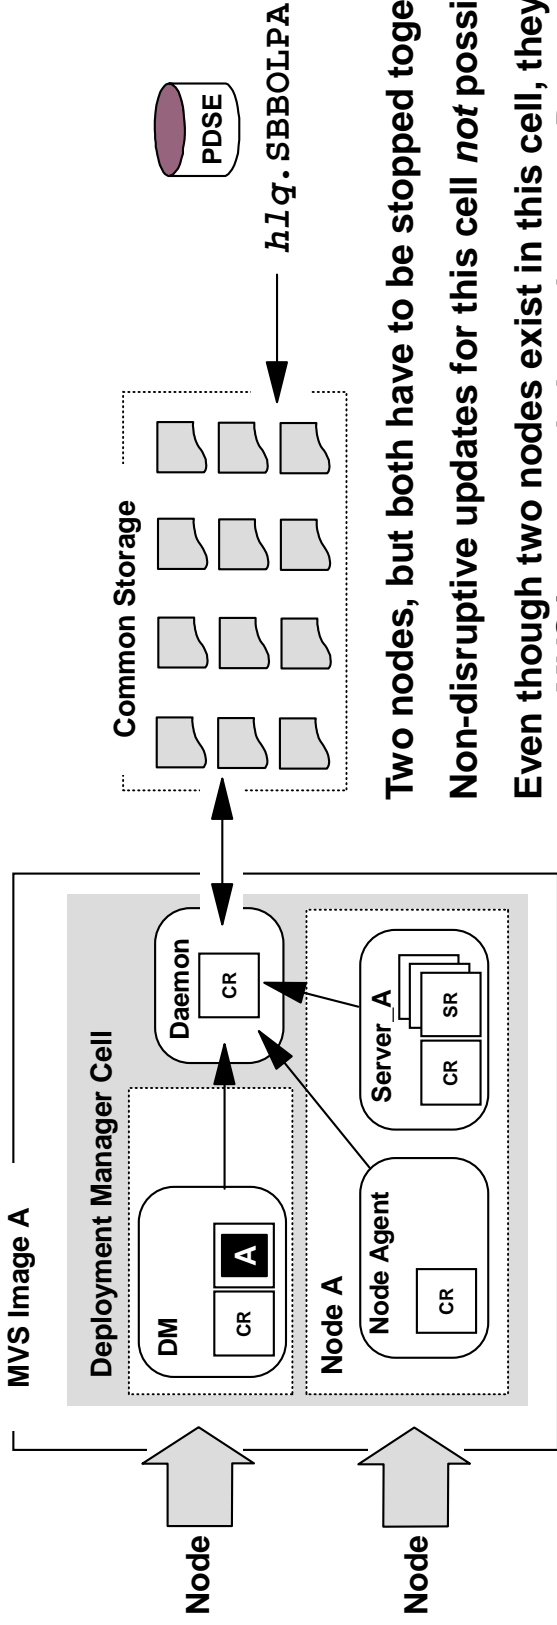 MVS Image A
Deployment Manager Cell
DM
CR
A
Node A
Node Agent
CR
Server_A
CR
SR
Daemon
CR
Node
Node
Common Storage
PDSE
hlq.SBBOLPA
Two nodes, but both have to be stopped toge
Non-disruptive updates for this cell not possi
Even though two nodes exist in this cell, they